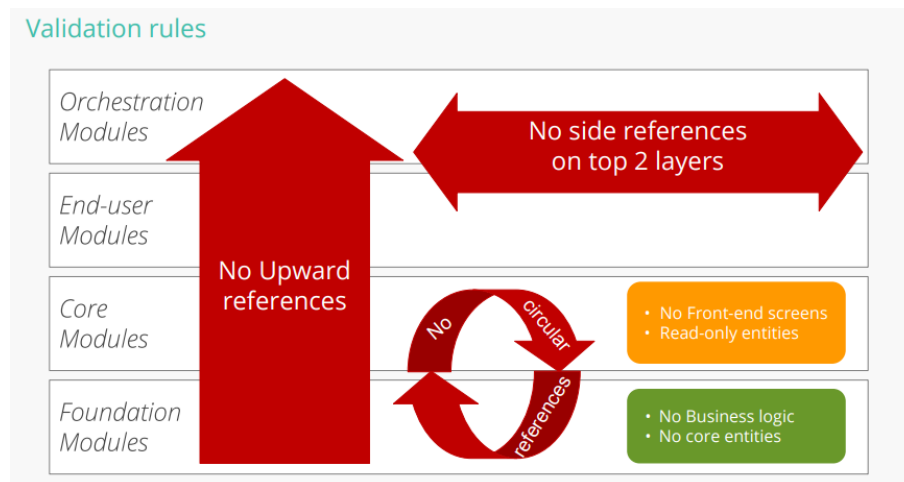 Validation rules
Orchestration
Modules
No side references
on top 2 layers
End-user
Modules
No Upward
references
Core
Modules
No
circular
references
• No Front-end screens
• Read-only entities
Foundation
Modules
• No Business logic
• No core entities